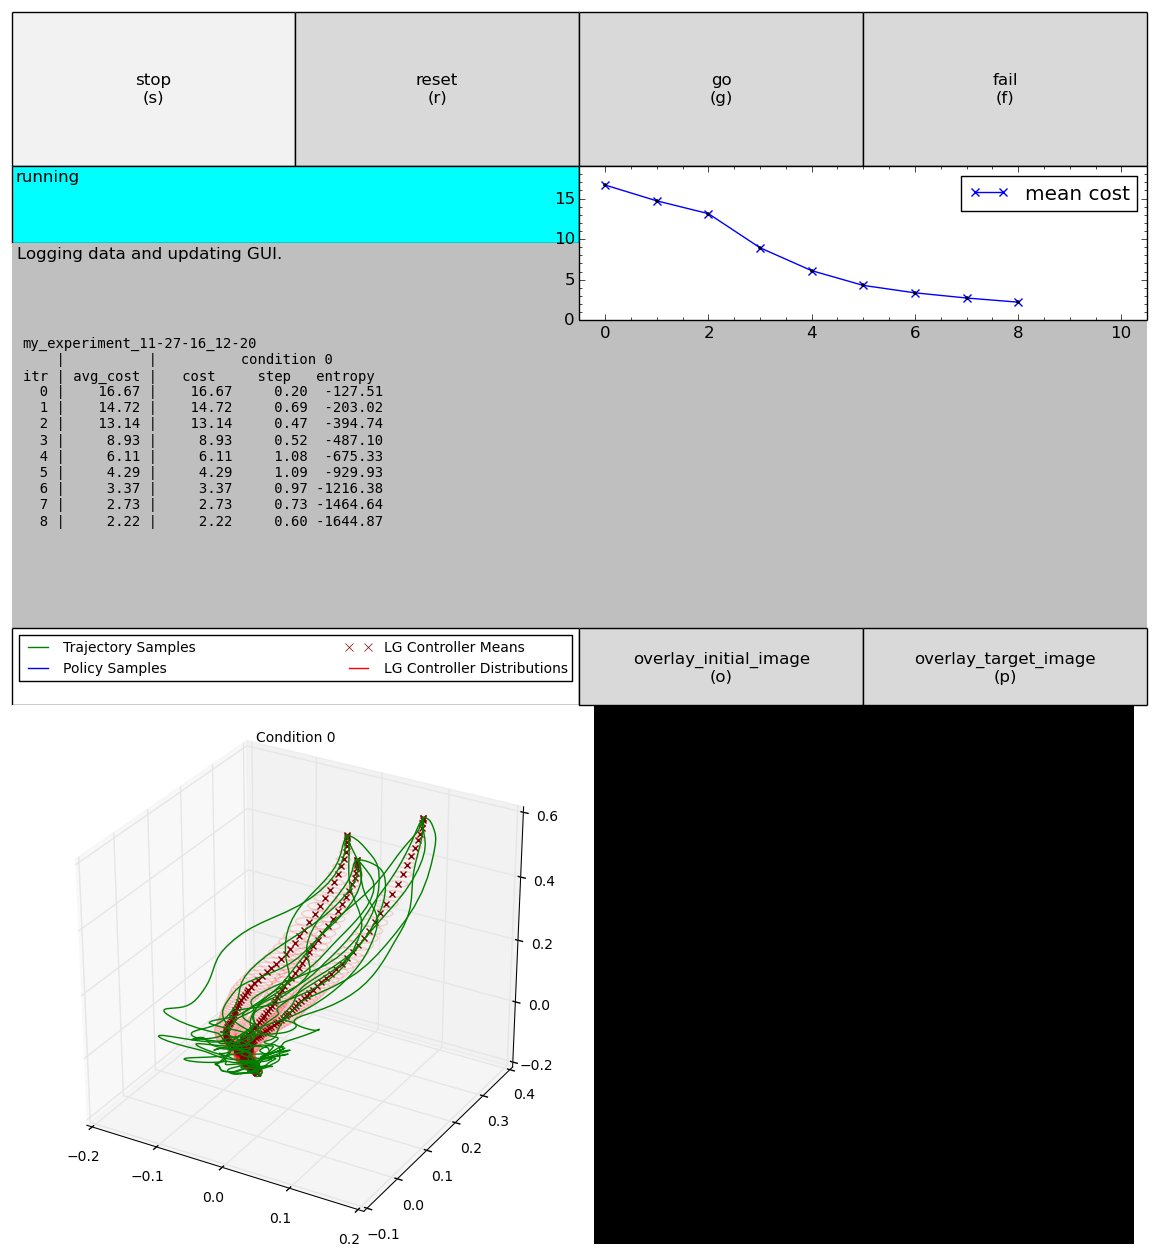 stop
(s)
reset
(r)
go
(g)
fail
(f)
running
mean cost
15
10
5
0
0 2 4 6 8 10
Logging data and updating GUI.
my_experiment_11-27-16_12-20
| | condition 0
itr | avg_cost | cost step entropy
0 | 16.67 | 16.67 0.20 -127.51
1 | 14.72 | 14.72 0.69 -203.02
2 | 13.14 | 13.14 0.47 -394.74
3 | 8.93 | 8.93 0.52 -487.10
4 | 6.11 | 6.11 1.08 -675.33
5 | 4.29 | 4.29 1.09 -929.93
6 | 3.37 | 3.37 0.97 -1216.38
7 | 2.73 | 2.73 0.73 -1464.64
8 | 2.22 | 2.22 0.60 -1644.87
Trajectory Samples
Policy Samples
LG Controller Means
LG Controller Distributions
overlay_initial_image
(o)
overlay_target_image
(p)
Condition 0
0.6
0.4
0.2
0.0
−0.2
0.4
0.3
0.2
0.1
0.0
−0.1
−0.2
−0.1
0.0
0.1
0.2